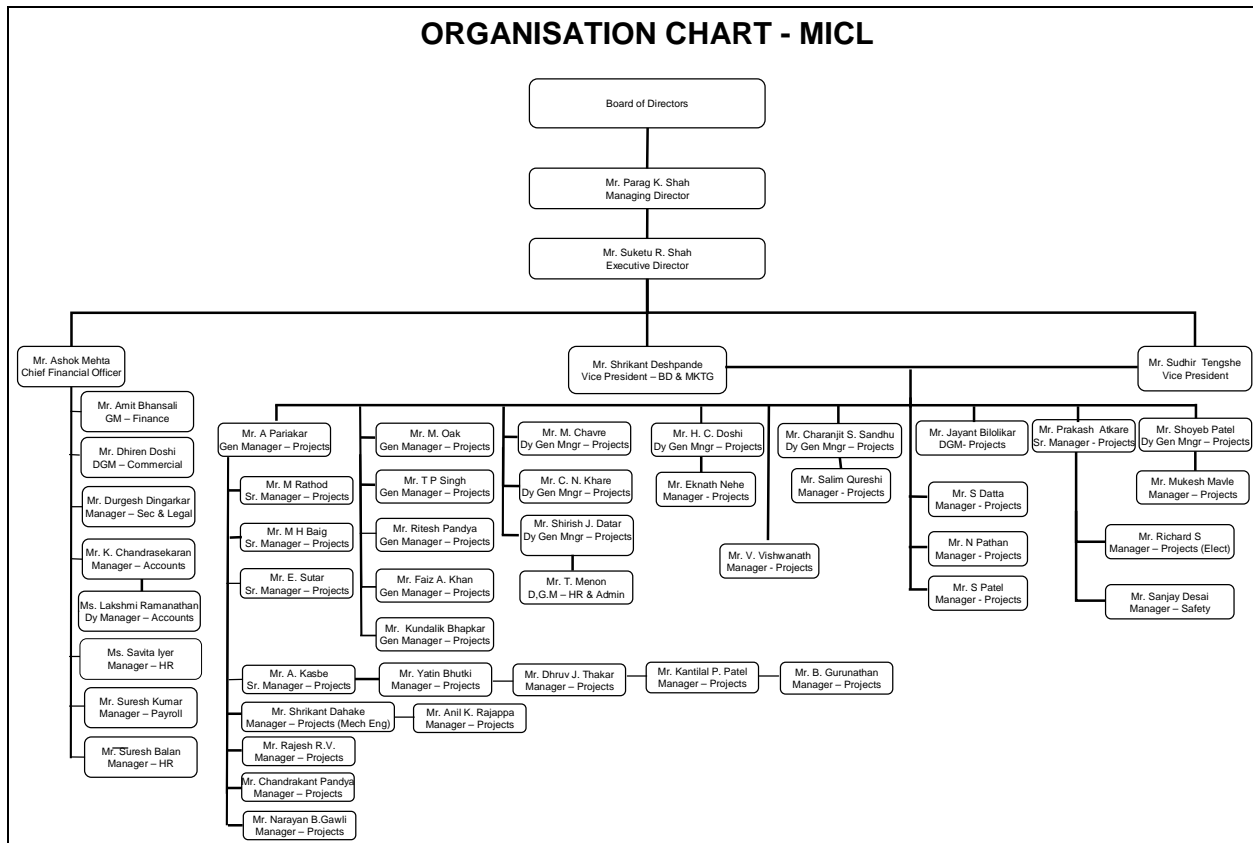 ORGANISATION CHART - MICL
Board of Directors
Mr. Parag K. Shah
Managing Director
Mr. Suketu R. Shah
Executive Director
Mr. Ashok Mehta
Chief Financial Officer
Mr. Shrikant Deshpande
Vice President – BD & MKTG
Mr. Sudhir Tengshe
Vice President
Mr. Amit Bhansali
GM – Finance
Mr. Dhiren Doshi
DGM – Commercial
Mr. Durgesh Dingarkar
Manager – Sec & Legal
Mr. K. Chandrasekaran
Manager – Accounts
Ms. Lakshmi Ramanathan
Dy Manager – Accounts
Ms. Savita Iyer
Manager – HR
Mr. Suresh Kumar
Manager – Payroll
Mr. Suresh Balan
Manager – HR
Mr. A Pariakar
Gen Manager – Projects
Mr. M Rathod
Sr. Manager – Projects
Mr. M H Baig
Sr. Manager – Projects
Mr. E. Sutar
Sr. Manager – Projects
Mr. M. Oak
Gen Manager – Projects
Mr. T P Singh
Gen Manager – Projects
Mr. Ritesh Pandya
Gen Manager – Projects
Mr. Faiz A. Khan
Gen Manager – Projects
Mr. Kundalik Bhapkar
Gen Manager – Projects
Mr. M. Chavre
Dy Gen Mngr – Projects
Mr. C. N. Khare
Dy Gen Mngr – Projects
Mr. Shirish J. Datar
Dy Gen Mngr – Projects
Mr. T. Menon
D,G.M – HR & Admin
Mr. H. C. Doshi
Dy Gen Mngr – Projects
Mr. Eknath Nehe
Manager - Projects
Mr. V. Vishwanath
Manager - Projects
Mr. Charanjit S. Sandhu
Dy Gen Mngr – Projects
Mr. Salim Qureshi
Manager - Projects
Mr. Jayant Bilolikar
DGM- Projects
Mr. S Datta
Manager - Projects
Mr. N Pathan
Manager - Projects
Mr. S Patel
Manager - Projects
Mr. Prakash Atkare
Sr. Manager - Projects
Mr. Richard S
Manager – Projects (Elect)
Mr. Sanjay Desai
Manager – Safety
Mr. Shoyeb Patel
Dy Gen Mngr – Projects
Mr. Mukesh Mavle
Manager – Projects
Mr. A. Kasbe
Sr. Manager – Projects
Mr. Yatin Bhutki
Manager – Projects
Mr. Dhruv J. Thakar
Manager – Projects
Mr. Kantilal P. Patel
Manager – Projects
Mr. B. Gurunathan
Manager – Projects
Mr. Shrikant Dahake
Manager – Projects (Mech Eng)
Mr. Anil K. Rajappa
Manager – Projects
Mr. Rajesh R.V.
Manager – Projects
Mr. Chandrakant Pandya
Manager – Projects
Mr. Narayan B.Gawli
Manager – Projects